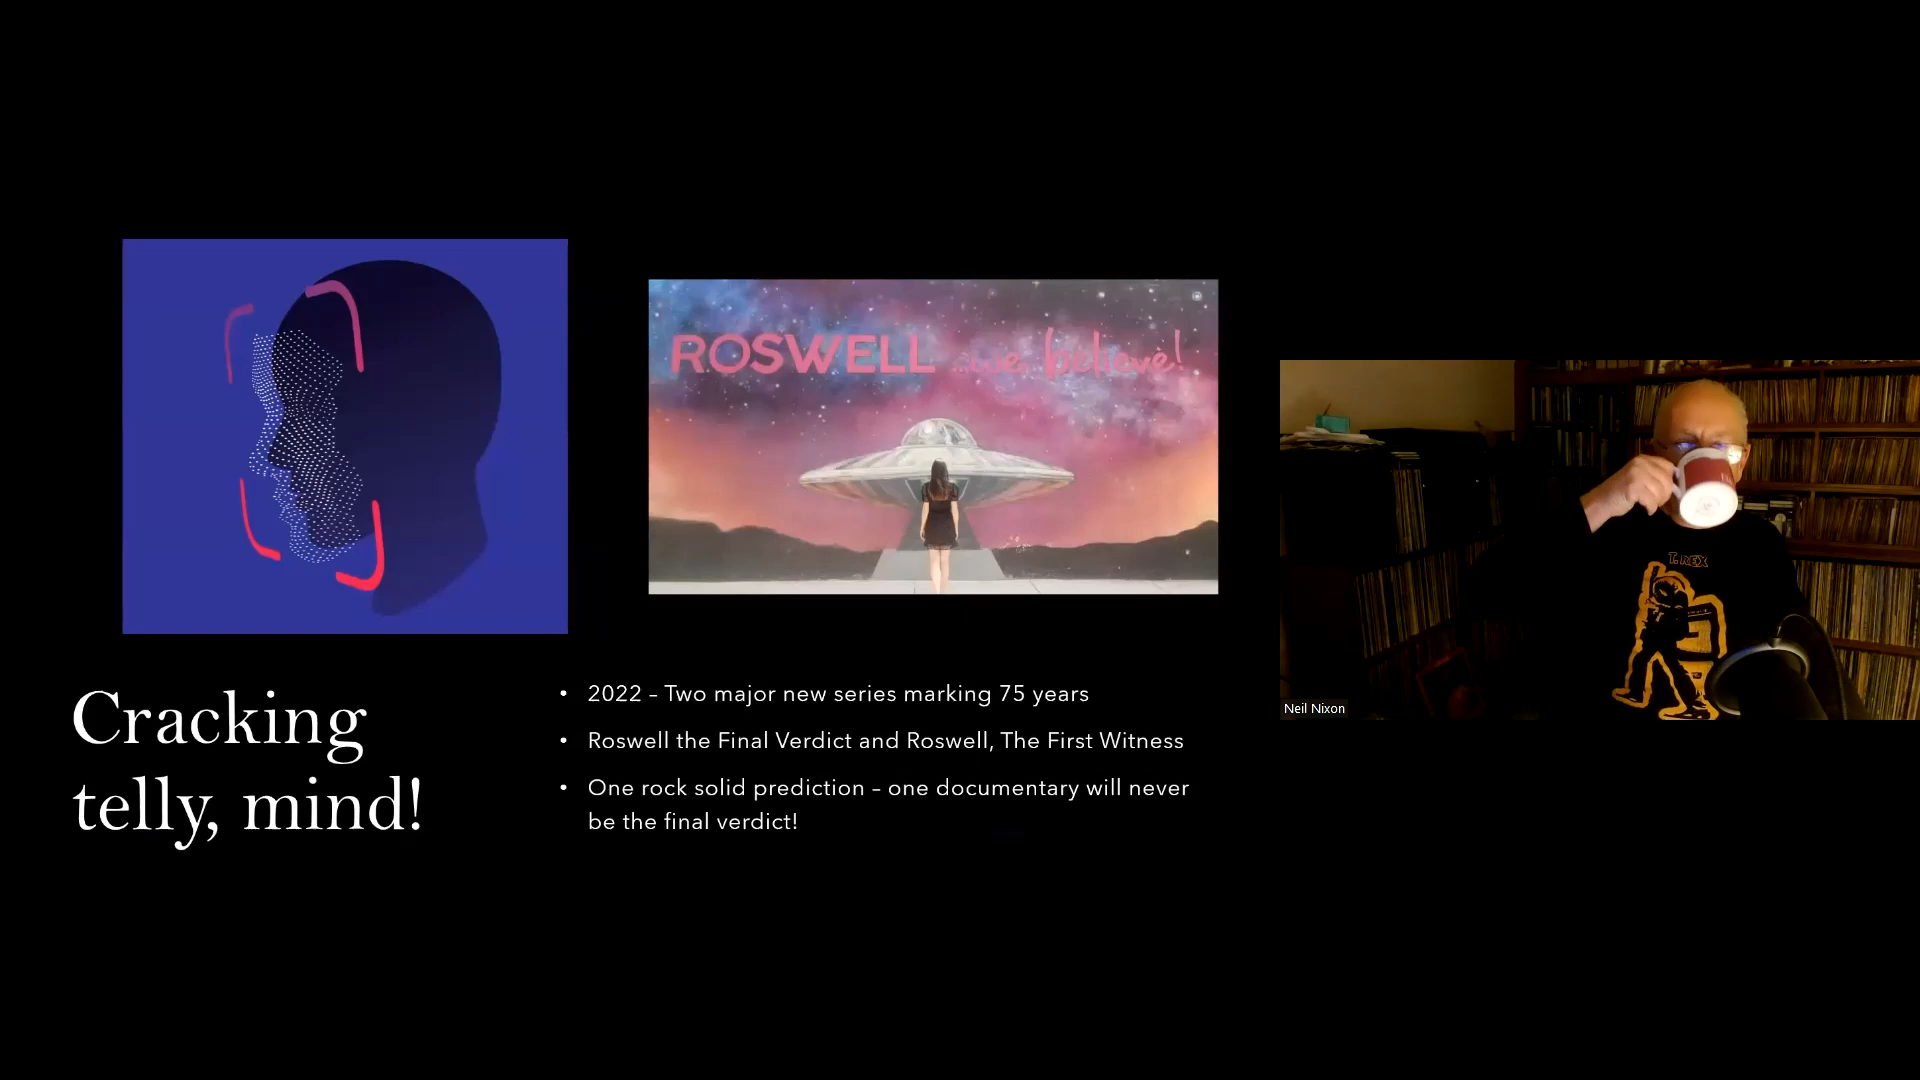 ROSWELL ...we believe!
T.REX
Neil Nixon
Cracking
telly, mind!
• 2022 – Two major new series marking 75 years
• Roswell the Final Verdict and Roswell, The First Witness
• One rock solid prediction – one documentary will never
be the final verdict!